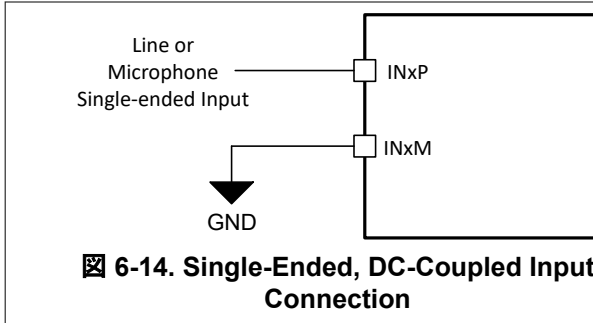 Line or
Microphone
Single-ended Input
INxP
INxM
GND
図 6-14. Single-Ended, DC-Coupled Input
Connection